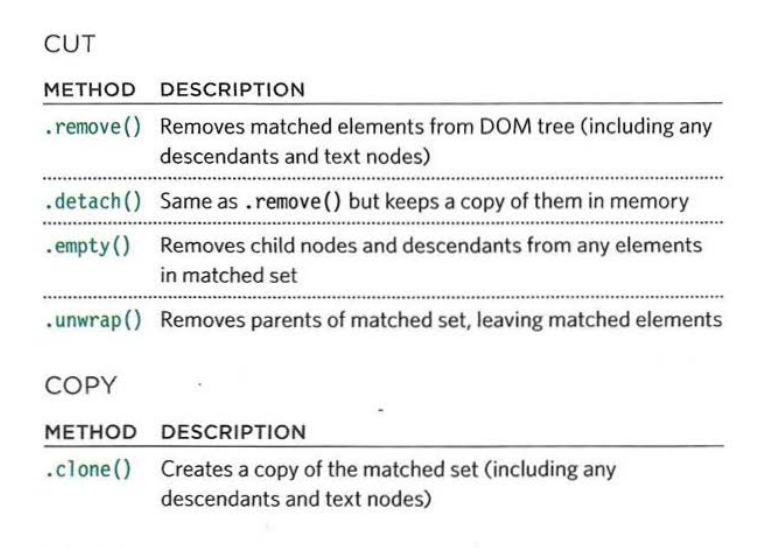 CUT
METHOD DESCRIPTION
.remove() Removes matched elements from DOM tree (including any
descendants and text nodes)
.detach() Same as .remove() but keeps a copy of them in memory
.empty() Removes child nodes and descendants from any elements
in matched set
.unwrap() Removes parents of matched set, leaving matched elements
COPY
METHOD DESCRIPTION
.clone() Creates a copy of the matched set (including any
descendants and text nodes)